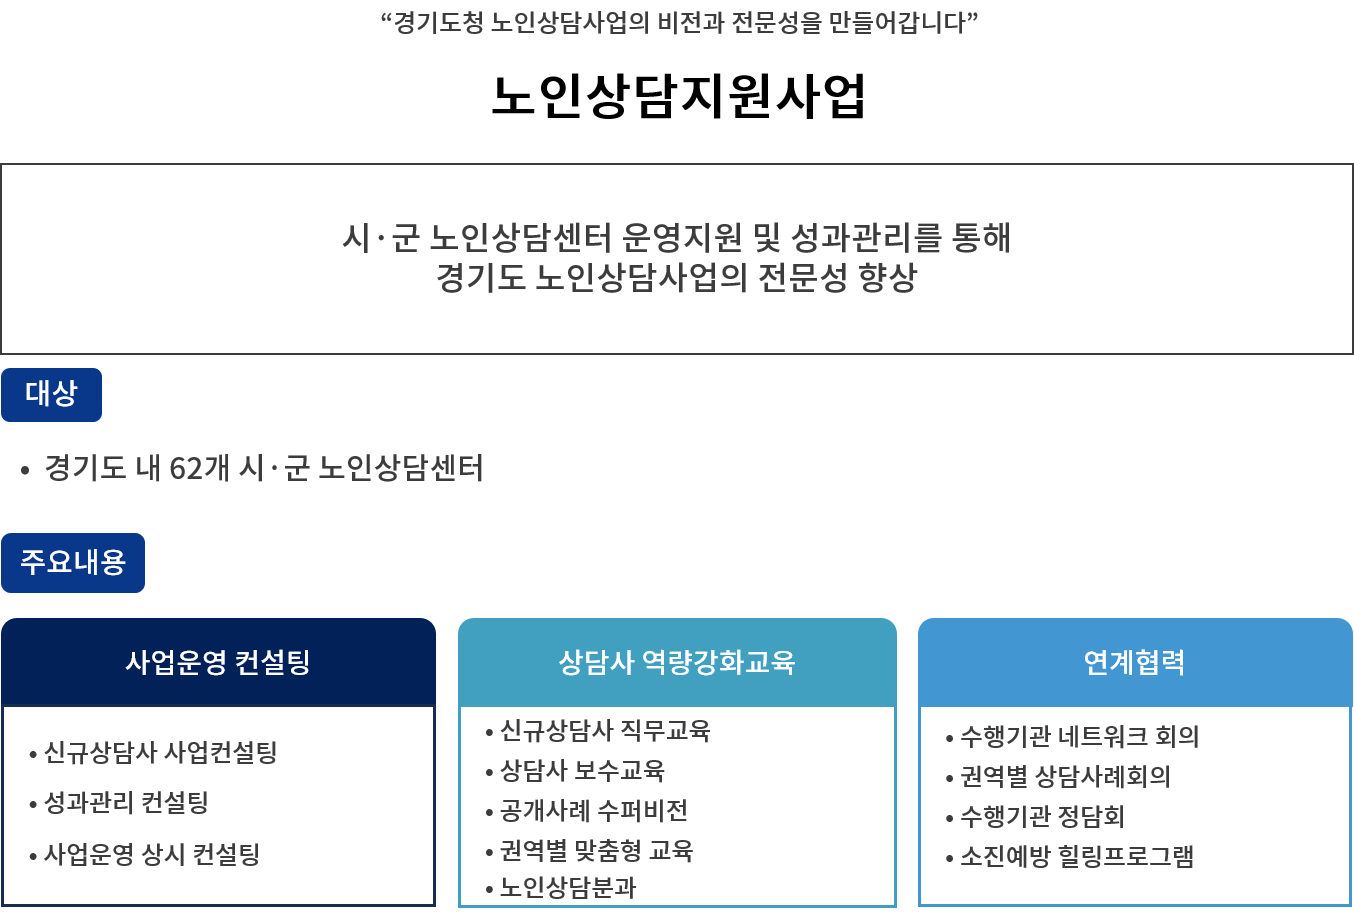 “경기도청 노인상담사업의 비전과 전문성을 만들어갑니다”
노인상담지원사업
시·군 노인상담센터 운영지원 및 성과관리를 통해
경기도 노인상담사업의 전문성 향상
대상
• 경기도 내 62개 시·군 노인상담센터
주요내용
사업운영 컨설팅
• 신규상담사 사업컨설팅
• 성과관리 컨설팅
• 사업운영 상시 컨설팅
상담사 역량강화교육
• 신규상담사 직무교육
• 상담사 보수교육
• 공개사례 수퍼비전
• 권역별 맞춤형 교육
• 노인상담분과
연계협력
• 수행기관 네트워크 회의
• 권역별 상담사례회의
• 수행기관 정담회
• 소진예방 힐링프로그램